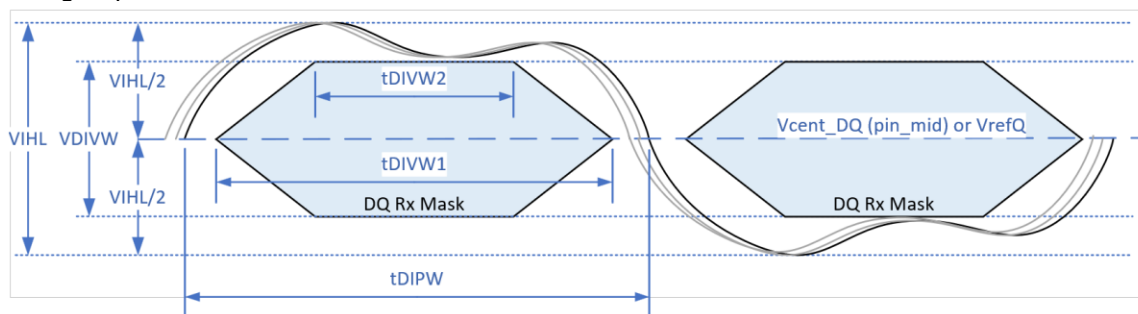 VIHL/2
tDIVW2
VIHL
VDIVW
Vcent_DQ (pin_mid) or VrefQ
tDIVW1
VIHL/2
DQ Rx Mask
DQ Rx Mask
tDIPW